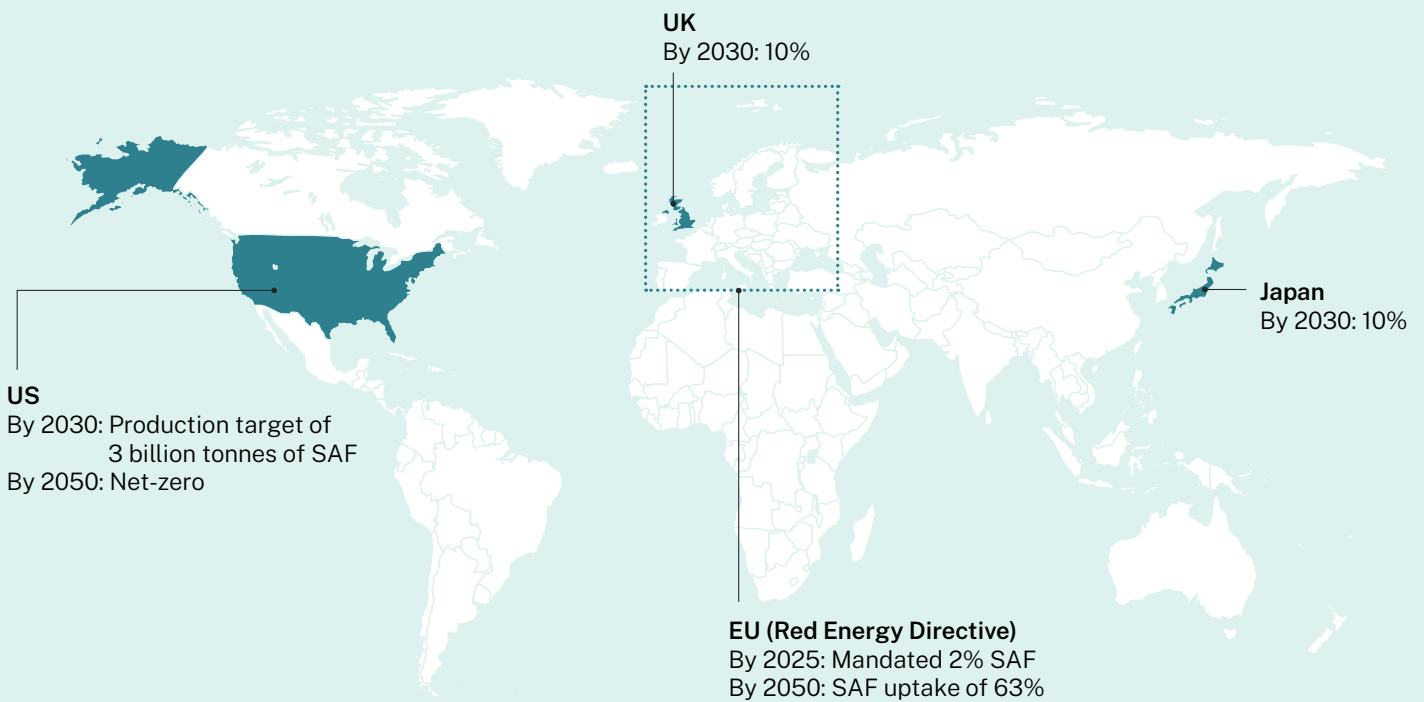 UK
By 2030: 10%
Japan
By 2030: 10%
US
By 2030: Production target of
3 billion tonnes of SAF
By 2050: Net-zero
EU (Red Energy Directive)
By 2025: Mandated 2% SAF
By 2050: SAF uptake of 63%